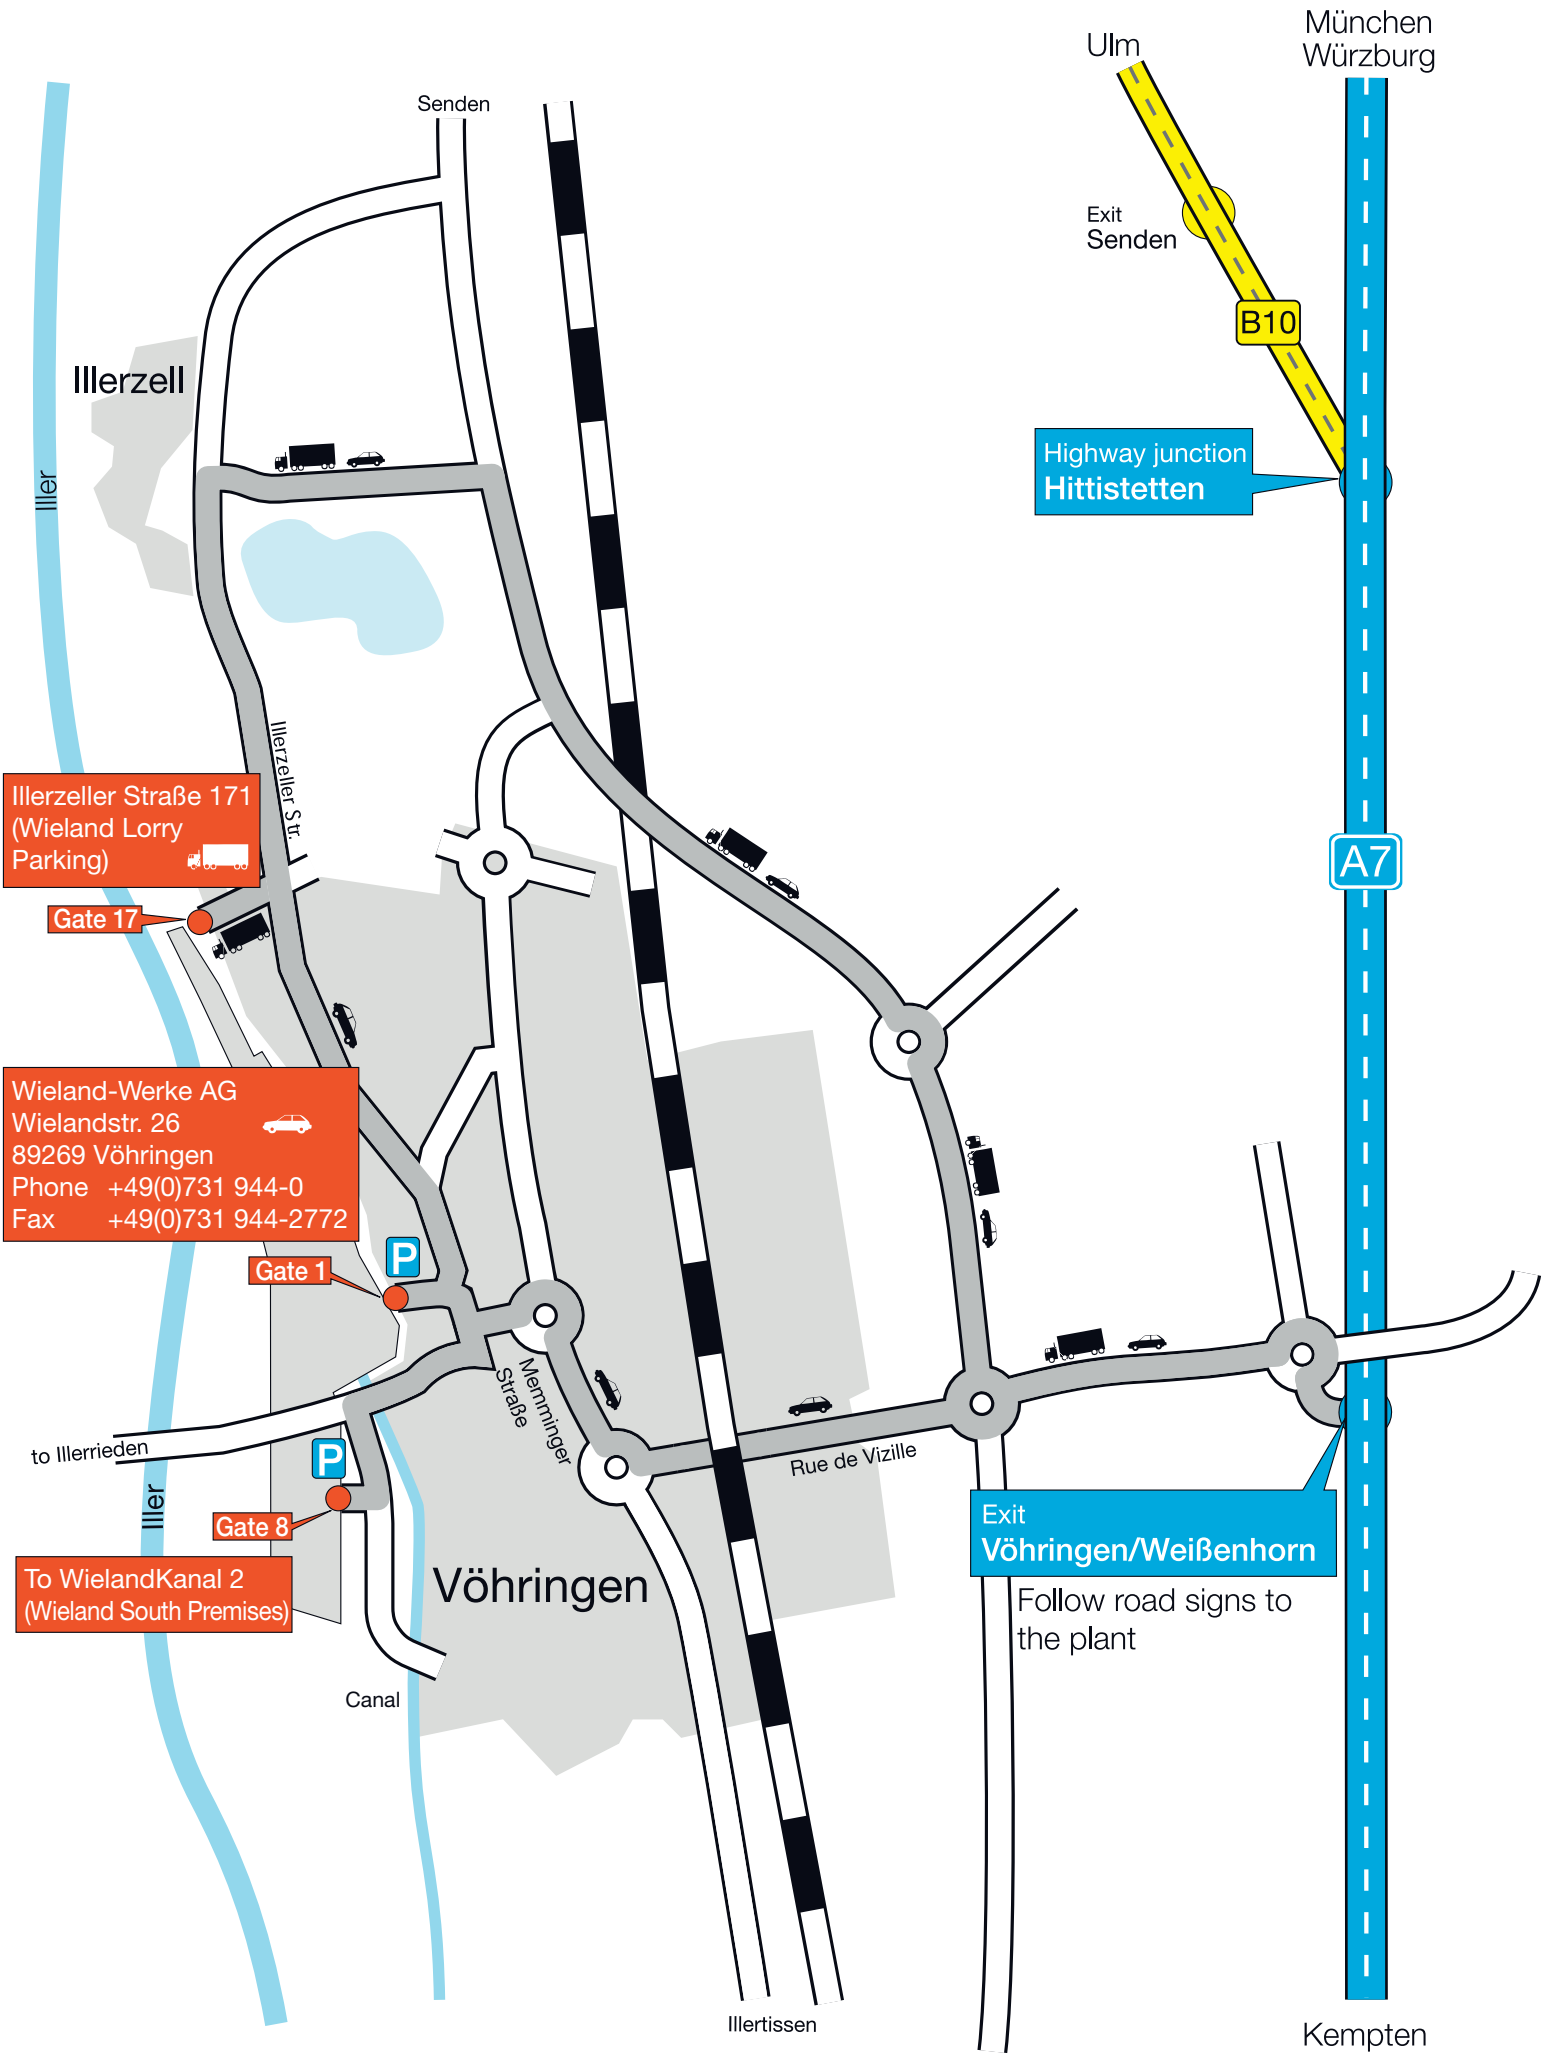 München
Würzburg
Ulm
Senden
Exit
Senden
B10
Illerzell
Highway junction
Hittistetten
Iller
Illerzeller Str.
Illerzeller Straße 171
(Wieland Lorry
Parking)
A7
Gate 17
Wieland-Werke AG
Wielandstr. 26
89269 Vöhringen
Phone +49(0)731 944-0
Fax +49(0)731 944-2772
P
Gate 1
Memminger
Straße
to Illerrieden
P
Rue de Vizille
Iller
Gate 8
Exit
Vöhringen/Weißenhorn
To WielandKanal 2
(Wieland South Premises)
Vöhringen
Follow road signs to
the plant
Canal
Illertissen
Kempten